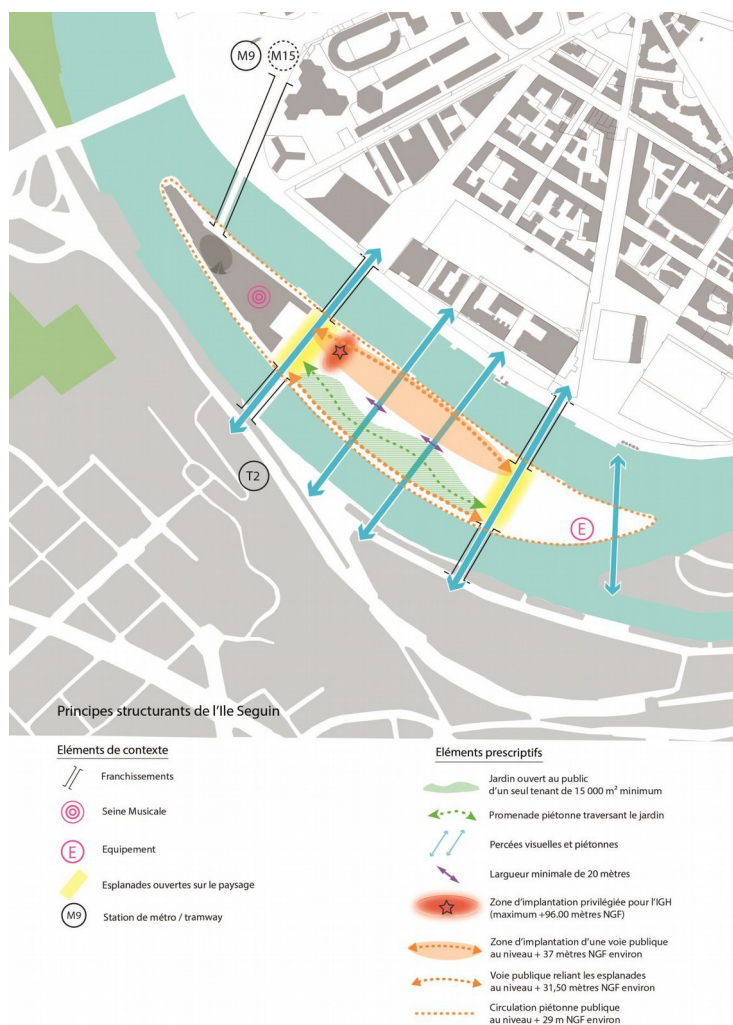 M9
M15
T2
E
Principes structurants de l'Ile Seguin
Eléments de contexte
Franchissements
Seine Musicale
E
Equipement
Esplanades ouvertes sur le paysage
M9
Station de métro / tramway
Eléments prescriptifs
Jardin ouvert au public
d'un seul tenant de 15 000 m² minimum
Promenade piétonne traversant le jardin
Percées visuelles et piétonnes
Largueur minimale de 20 mètres
Zone d'implantation privilégiée pour l'IGH
(maximum +96.00 mètres NGF)
Zone d'implantation d'une voie publique
au niveau + 37 mètres NGF environ
Voie publique reliant les esplanades
au niveau + 31,50 mètres NGF environ
Circulation piétonne publique
au niveau + 29 m NGF environ